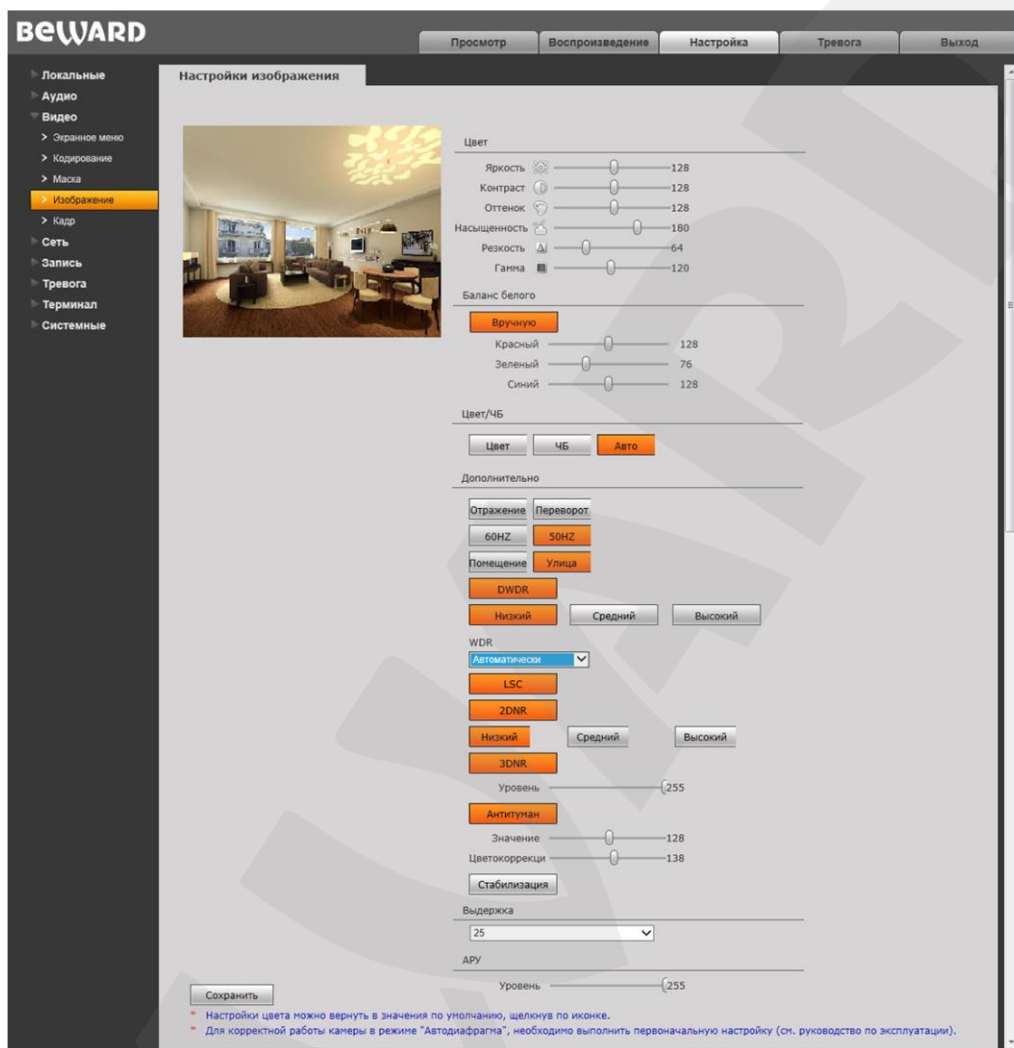 BEWARD
Просмотр Воспроизведение Настройка Тревога Выход
Локальные
Аудио
Видео
Экранное меню
Кодирование
Маска
Изображение
Кадр
Сеть
Запись
Тревога
Терминал
Системные
Настройки изображения
Цвет
Яркость 128
Контраст 128
Оттенок 128
Насыщенность 180
Резкость 64
Гамма 120
Баланс белого
Вручную
Красный 128
Зеленый 76
Синий 128
Цвет/ЧБ
Цвет ЧБ Авто
Дополнительно
Отражение Переворот
60HZ 50HZ
Помещение Улица
DWDR
Низкий Средний Высокий
WDR
Автоматически
LSC
2DNR
Низкий Средний Высокий
3DNR
Уровень 255
Антитуман
Значение 128
Цветокоррекци 138
Стабилизация
Выдержка
25
АРУ
Уровень 255
Сохранить
* Настройки цвета можно вернуть в значения по умолчанию, щелкнув по иконке.
* Для корректной работы камеры в режиме "Автодиафрагма", необходимо выполнить первоначальную настройку (см. руководство по эксплуатации).